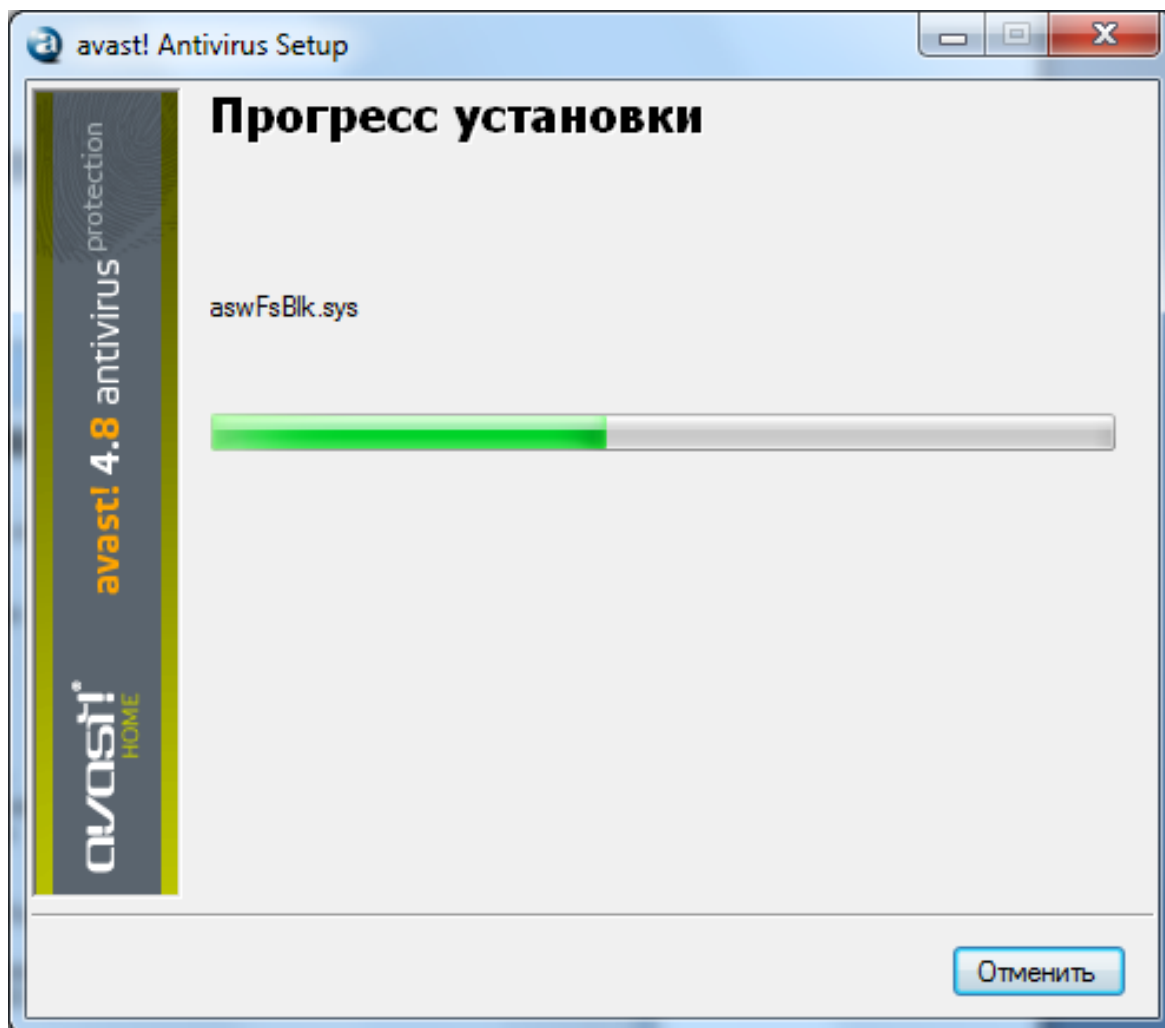 avast! Antivirus Setup
Прогресс установки
aswFsBlk.sys
avast! 4.8 antivirus protection
avast!®
HOME
Отменить